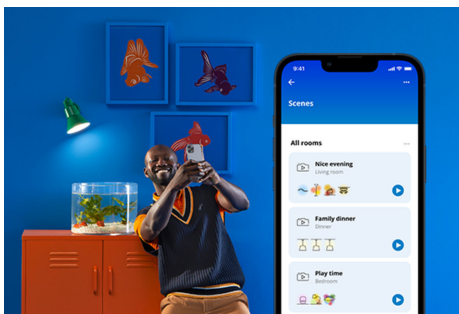 9:41
Scenes
All rooms
Nice evening
Living room
Family dinner
Dinner
Play time
Bedroom